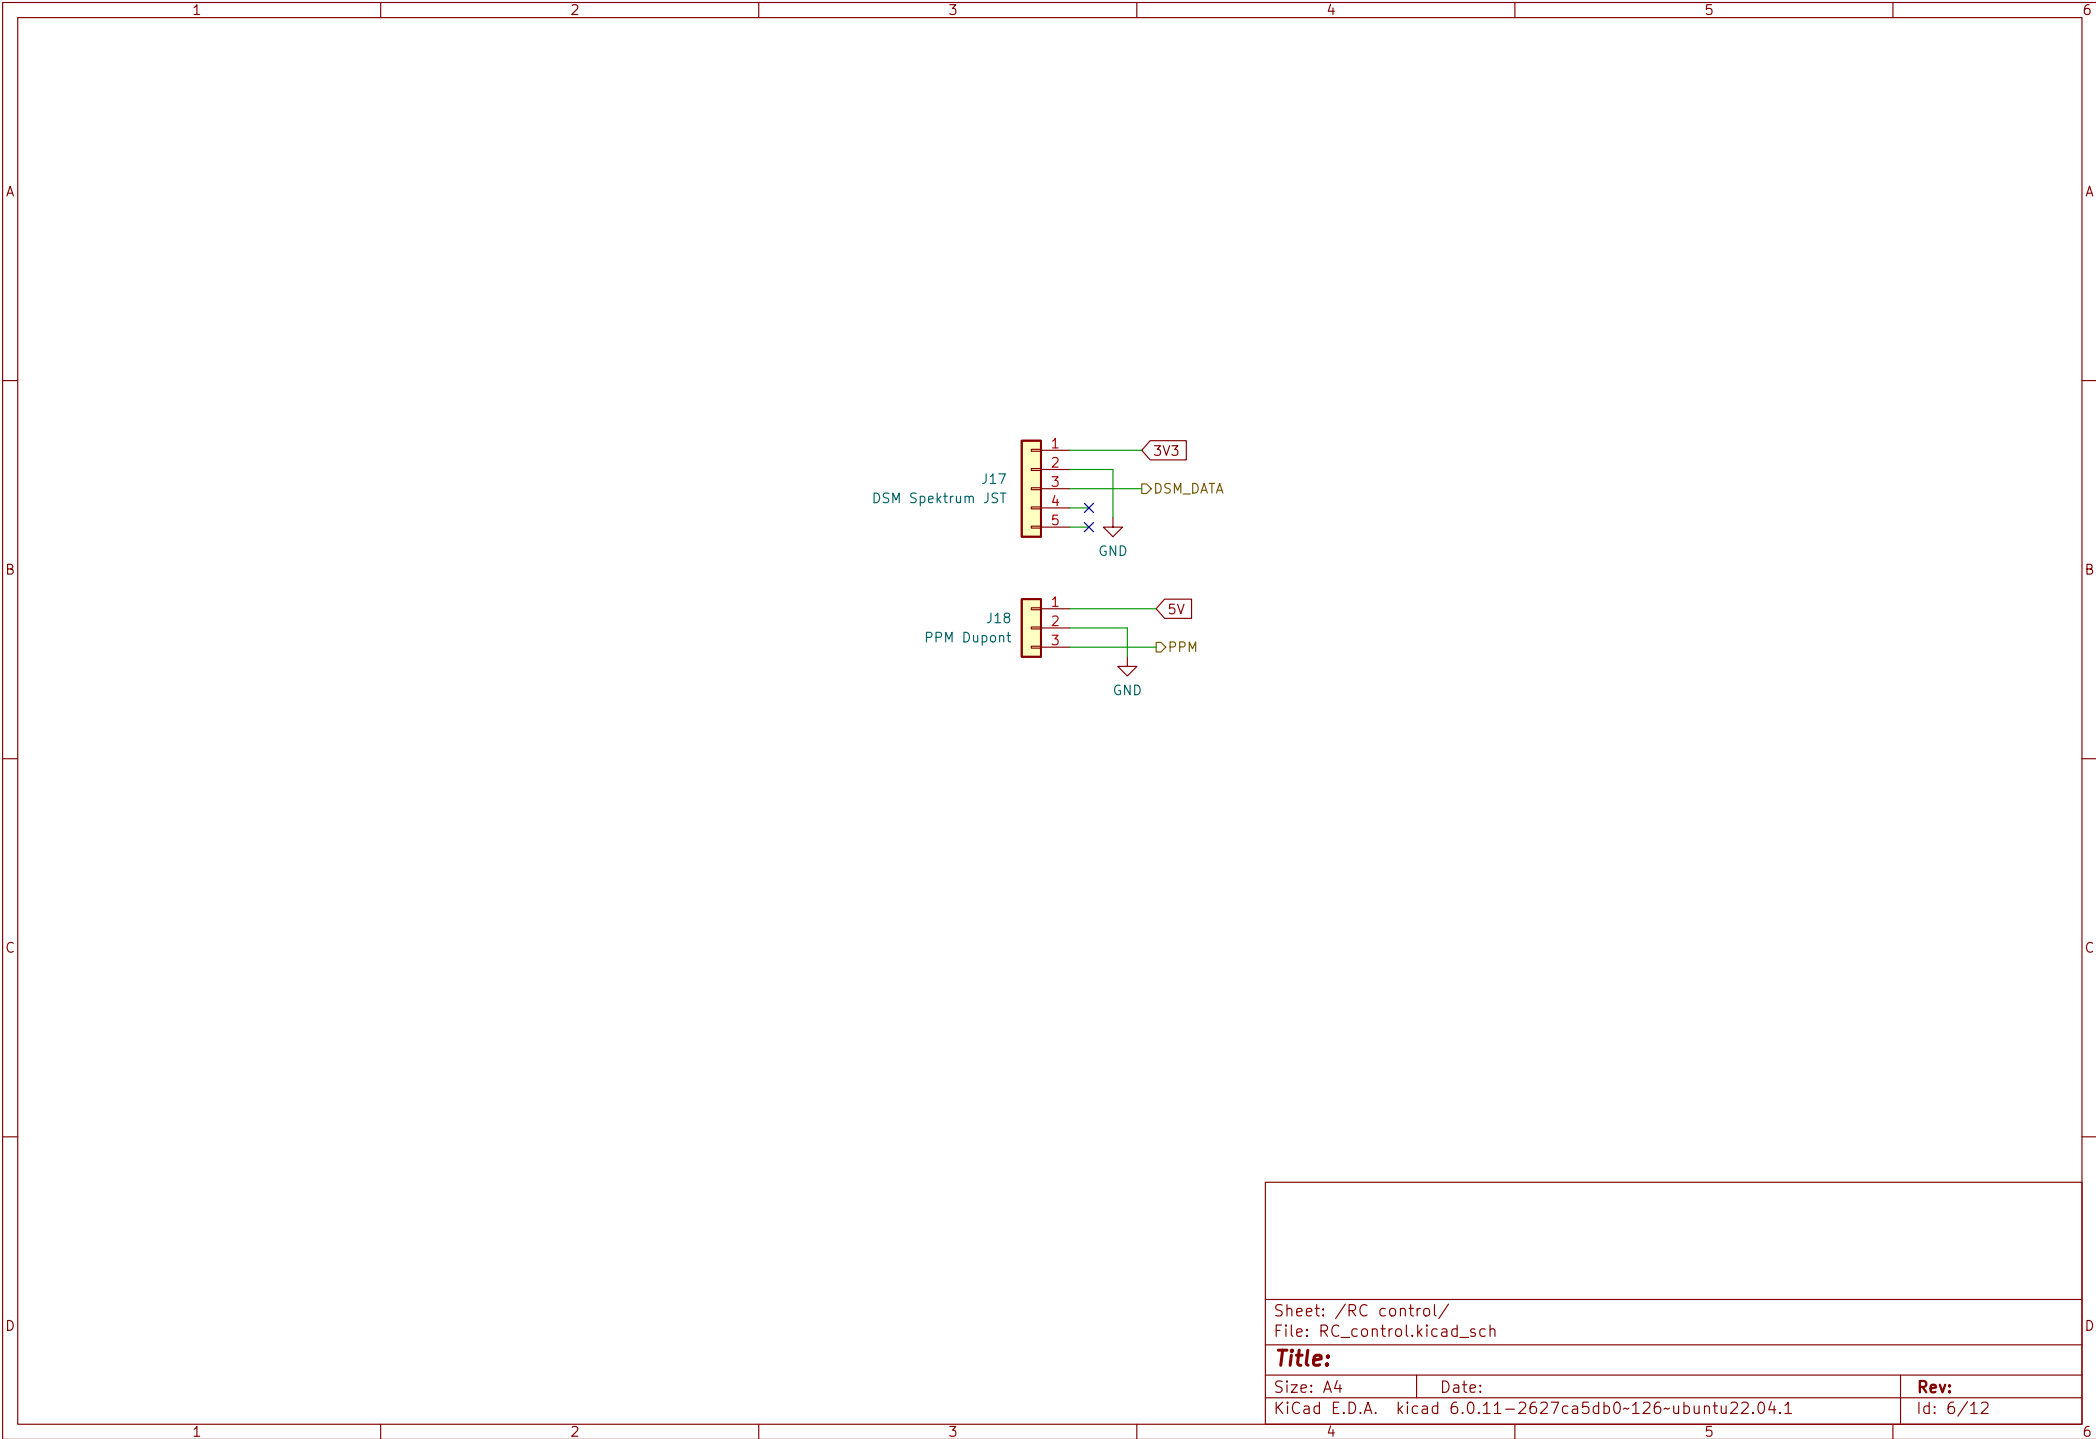 1 2 3 4 5 6
A A
1
3V3
2
J17
3
DSM_DATA
DSM Spektrum JST
4
5
GND
B B
1
5V
J18
2
PPM Dupont
3
PPM
GND
C C
Sheet: /RC control/
D D
File: RC_control.kicad_sch
Title:
Size: A4 Date: Rev:
KiCad E.D.A. kicad 6.0.11-2627ca5db0~126~ubuntu22.04.1 Id: 6/12
1 2 3 4 5 6